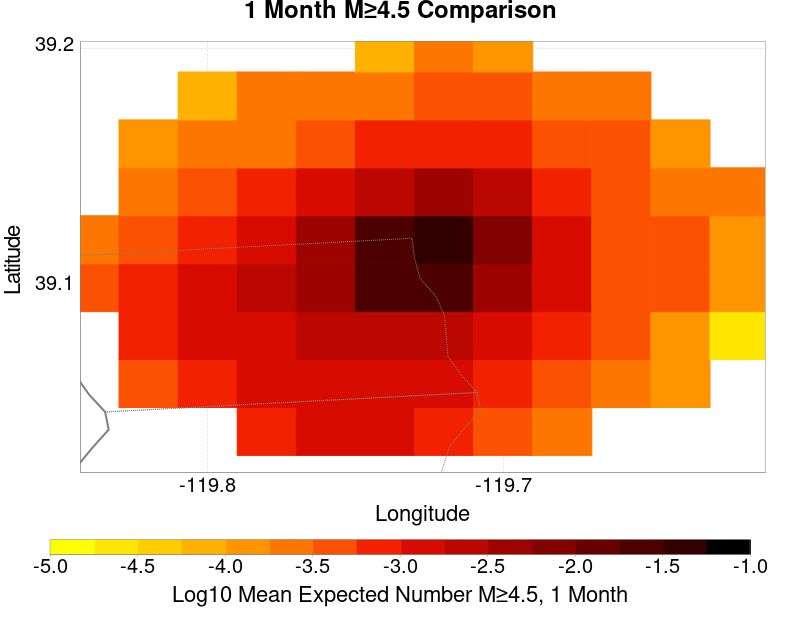 1 Month M≥4.5 Comparison
39.2
39.1
Latitude
-119.8 -119.7
Longitude
-5.0 -4.5 -4.0 -3.5 -3.0 -2.5 -2.0 -1.5 -1.0
Log10 Mean Expected Number M≥4.5, 1 Month